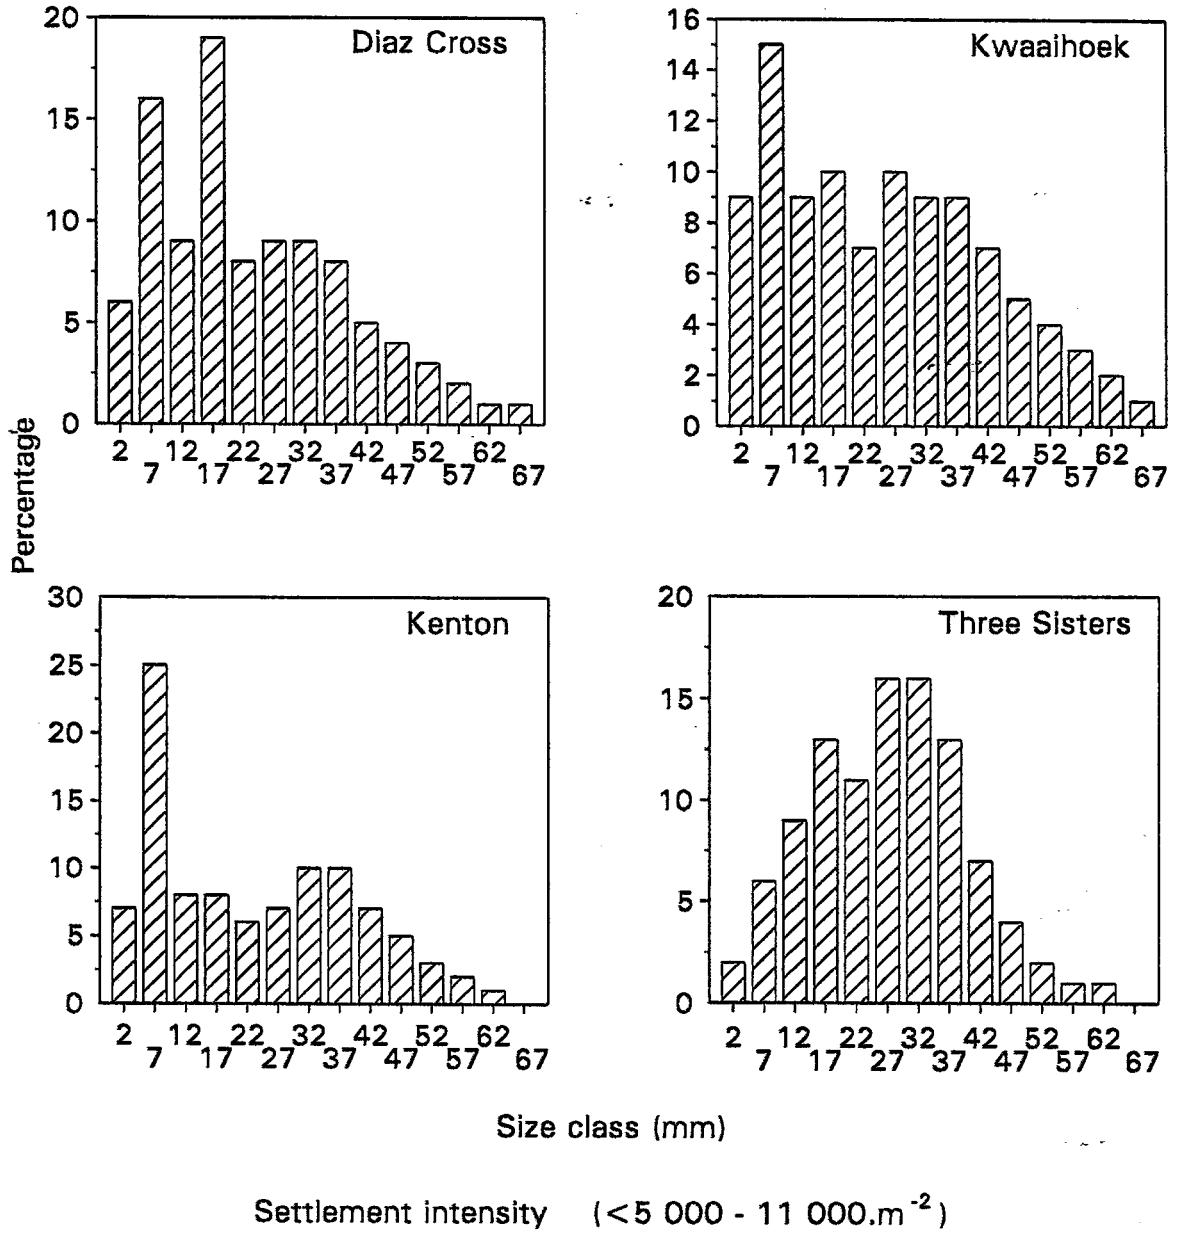 Percentage
Diaz Cross
20
15
10
5
0
2 12 22 32 42 52 62
7 17 27 37 47 57 67
Kwaaihoek
16
14
12
10
8
6
4
2
0
2 12 22 32 42 52 62
7 17 27 37 47 57 67
Kenton
30
25
20
15
10
5
0
2 12 22 32 42 52 62
7 17 27 37 47 57 67
Three Sisters
20
15
10
5
0
2 12 22 32 42 52 62
7 17 27 37 47 57 67
Size class (mm)
Settlement intensity (<5 000 - 11 000.m⁻²)